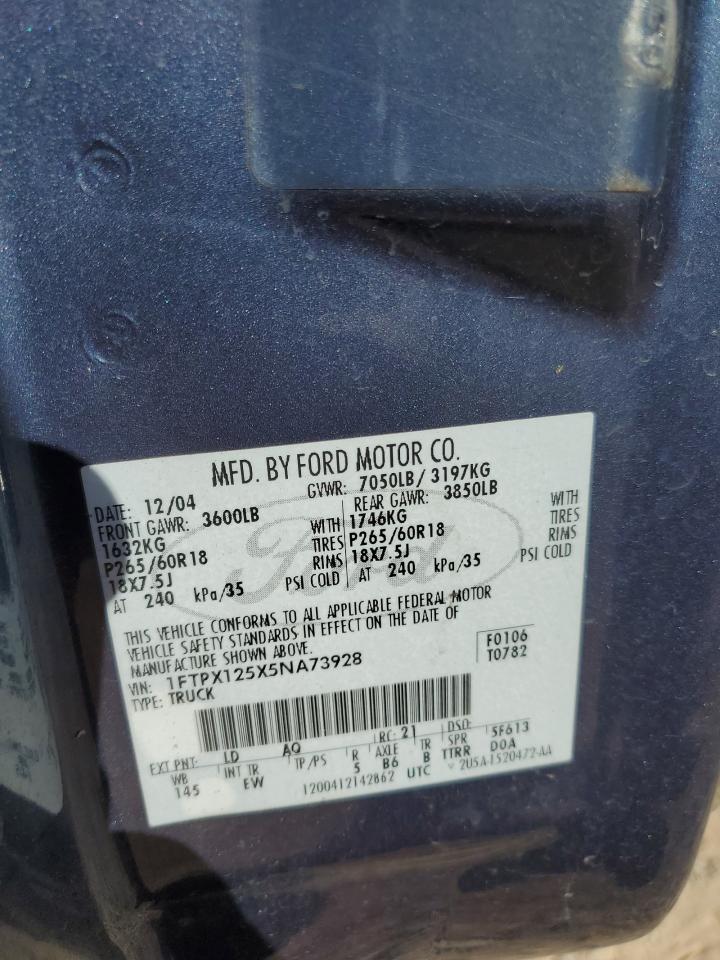 MFD. BY FORD MOTOR CO.
DATE: 12/04 GVWR: 7050LB / 3197KG
FRONT GAWR: 3600LB REAR GAWR: 3850LB
1632KG WITH 1746KG WITH
P265/60R18 TIRES P265/60R18 TIRES
18X7.5J RIMS 18X7.5J RIMS
AT 240 kPa/35 PSI COLD AT 240 kPa/35 PSI COLD
THIS VEHICLE CONFORMS TO ALL APPLICABLE FEDERAL MOTOR
VEHICLE SAFETY STANDARDS IN EFFECT ON THE DATE OF
MANUFACTURE SHOWN ABOVE.
F0106
T0782
VIN: 1FTPX125X5NA73928
TYPE: TRUCK
EXT PNT: LD AQ RC: 21 DSO: 5F613
WB INT TR TP/PS R AXLE TR SPR DOA
145 EW 5 B6 B TTRR
1200412142862 UTC
Ford